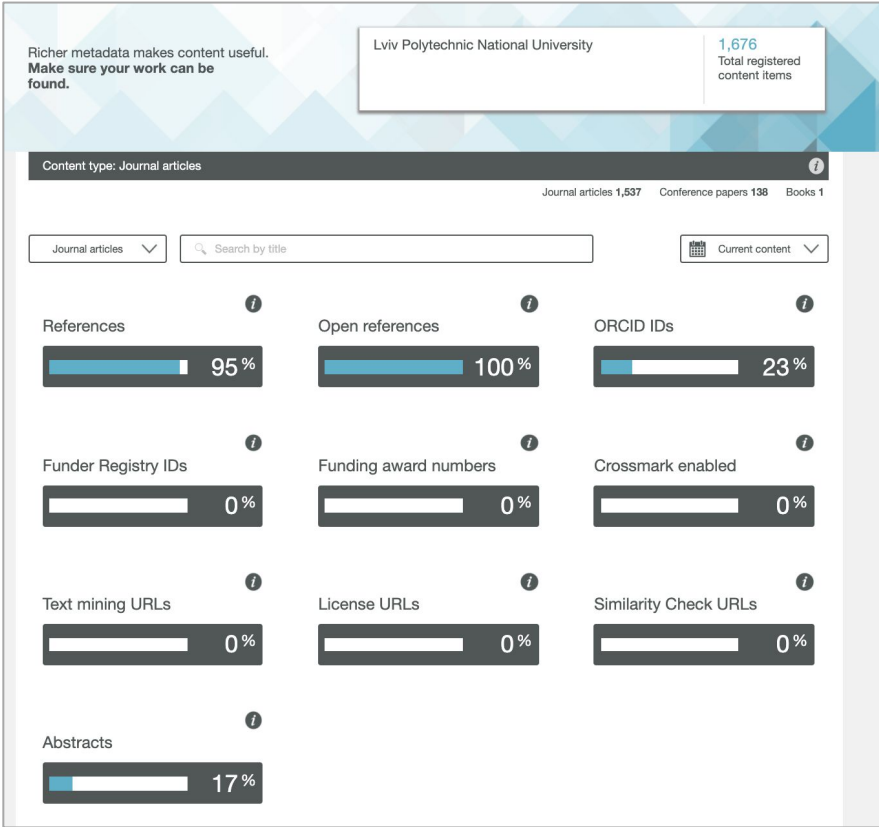 Richer metadata makes content useful.
Make sure your work can be
found.
Lviv Polytechnic National University
1,676
Total registered
content items
Content type: Journal articles
i
Journal articles 1,537 Conference papers 138 Books 1
Journal articles
Search by title
Current content
i i i
References Open references ORCID IDs
95% 100% 23%
i i i
Funder Registry IDs Funding award numbers Crossmark enabled
0% 0% 0%
i i i
Text mining URLs License URLs Similarity Check URLs
0% 0% 0%
i
Abstracts
17%